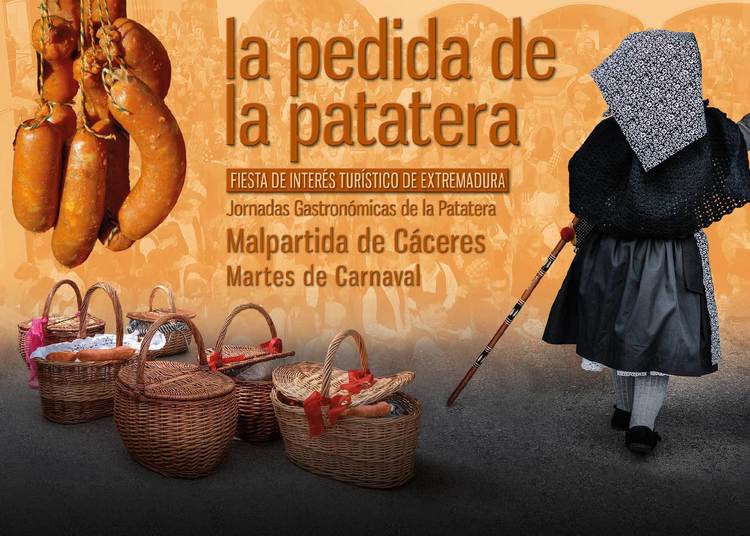 la pedida de
la patatera
FIESTA DE INTERÉS TURÍSTICO DE EXTREMADURA
Jornadas Gastronómicas de la Patatera
Malpartida de Cáceres
Martes de Carnaval